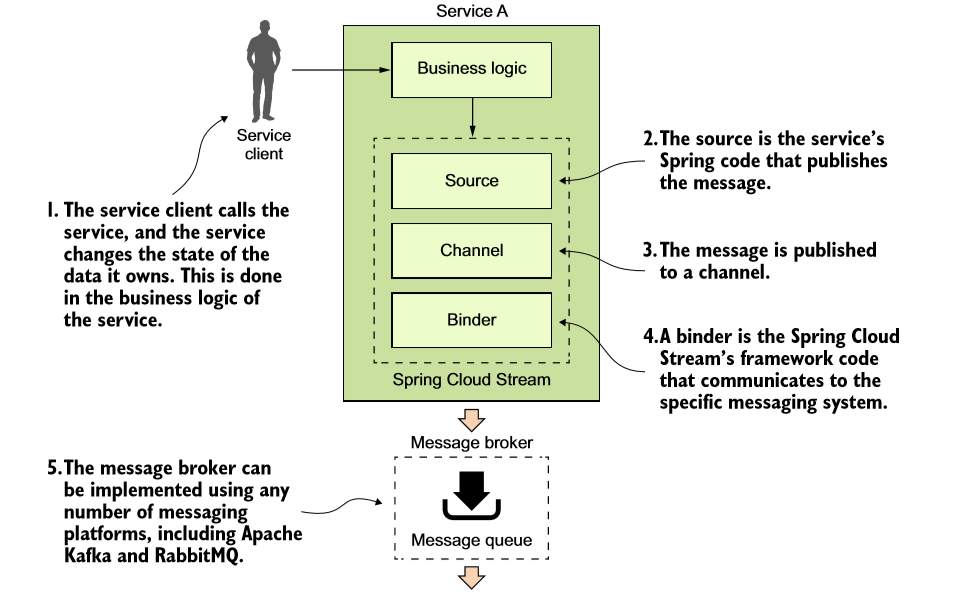 Service A
Business logic
Service
client
1. The service client calls the
service, and the service
changes the state of the
data it owns. This is done
in the business logic of
the service.
Source
2. The source is the service's
Spring code that publishes
the message.
Channel
3. The message is published
to a channel.
Binder
4. A binder is the Spring Cloud
Stream's framework code
that communicates to the
specific messaging system.
Spring Cloud Stream
Message broker
5. The message broker can
be implemented using any
number of messaging
platforms, including Apache
Kafka and RabbitMQ.
Message queue